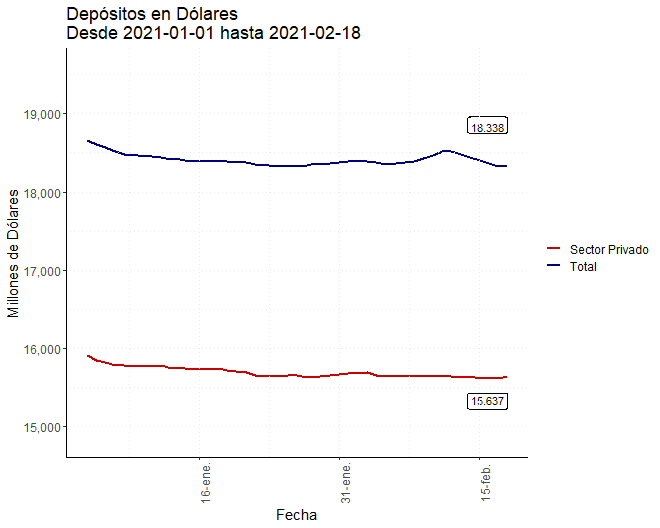 Depósitos en Dólares
Desde 2021-01-01 hasta 2021-02-18
Millones de Dólares
19,000
18,000
17,000
16,000
15,000
18.338
15.637
16-ene.
31-ene.
15-feb.
Fecha
Sector Privado
Total